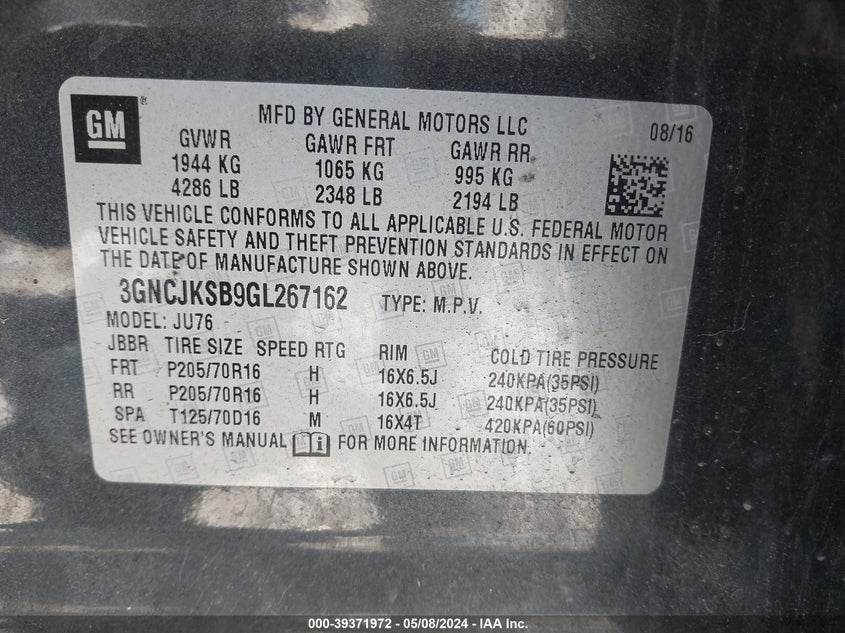 GM
MFD BY GENERAL MOTORS LLC
08/16
GVWR GAWR FRT GAWR RR
1944 KG 1065 KG 995 KG
4286 LB 2348 LB 2194 LB
THIS VEHICLE CONFORMS TO ALL APPLICABLE U.S. FEDERAL MOTOR
VEHICLE SAFETY AND THEFT PREVENTION STANDARDS IN EFFECT ON
THE DATE OF MANUFACTURE SHOWN ABOVE.
3GNCJKSB9GL267162 TYPE: M.P.V.
MODEL: JU76
JBBR TIRE SIZE SPEED RTG RIM COLD TIRE PRESSURE
FRT P205/70R16 H 16X6.5J 240KPA(35PSI)
RR P205/70R16 H 16X6.5J 240KPA(35PSI)
SPA T125/70D16 M 16X4T 420KPA(60PSI)
SEE OWNER'S MANUAL FOR MORE INFORMATION.
000-39371972 — 05/08/2024 — IAA Inc.